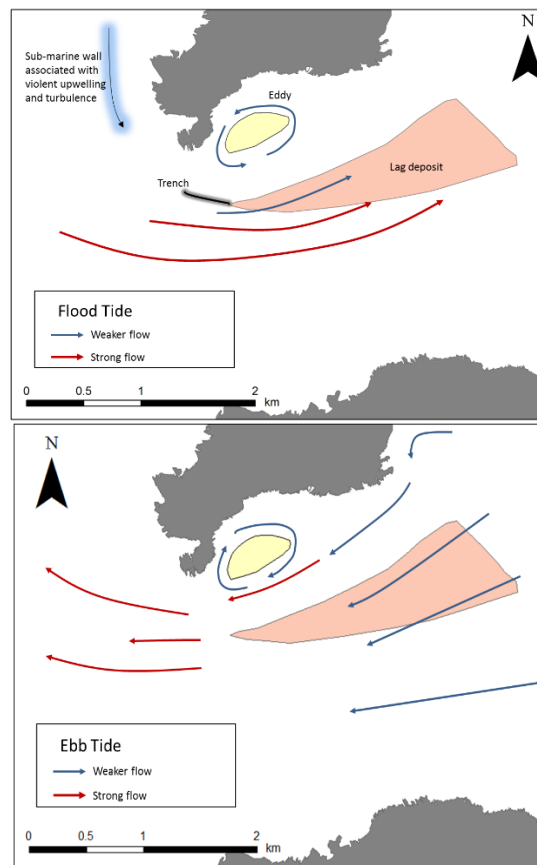 N
Sub-marine wall
associated with
violent upwelling
and turbulence
Eddy
Trench
Lag deposit
Flood Tide
Weaker flow
Strong flow
0 0.5 1 2
km
N
Ebb Tide
Weaker flow
Strong flow
0 0.5 1 2
km